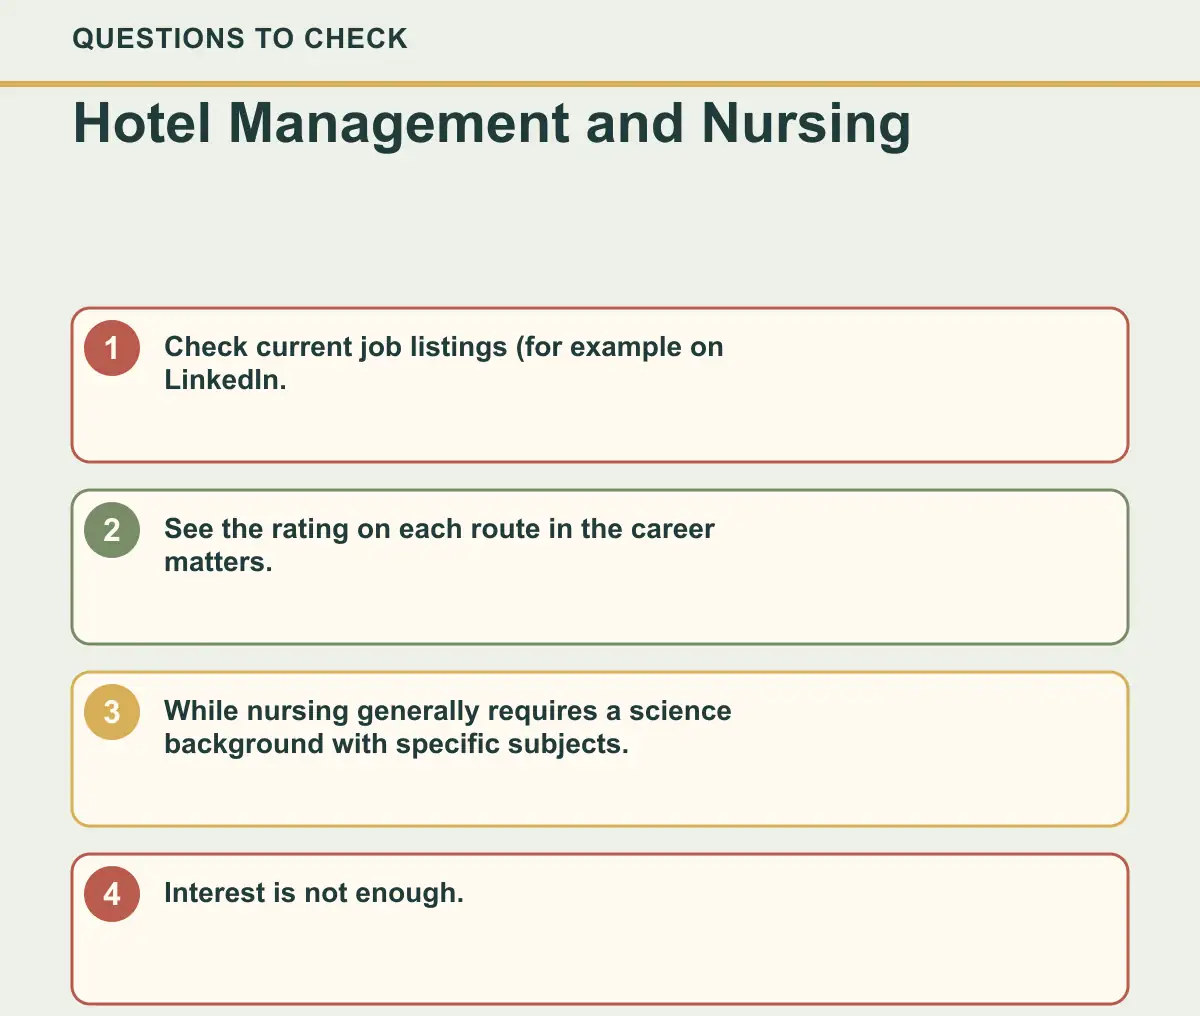 QUESTIONS TO CHECK
Hotel Management and Nursing
1
Check current job listings (for example on
LinkedIn.
2
See the rating on each route in the career
matters.
3
While nursing generally requires a science
background with specific subjects.
4
Interest is not enough.